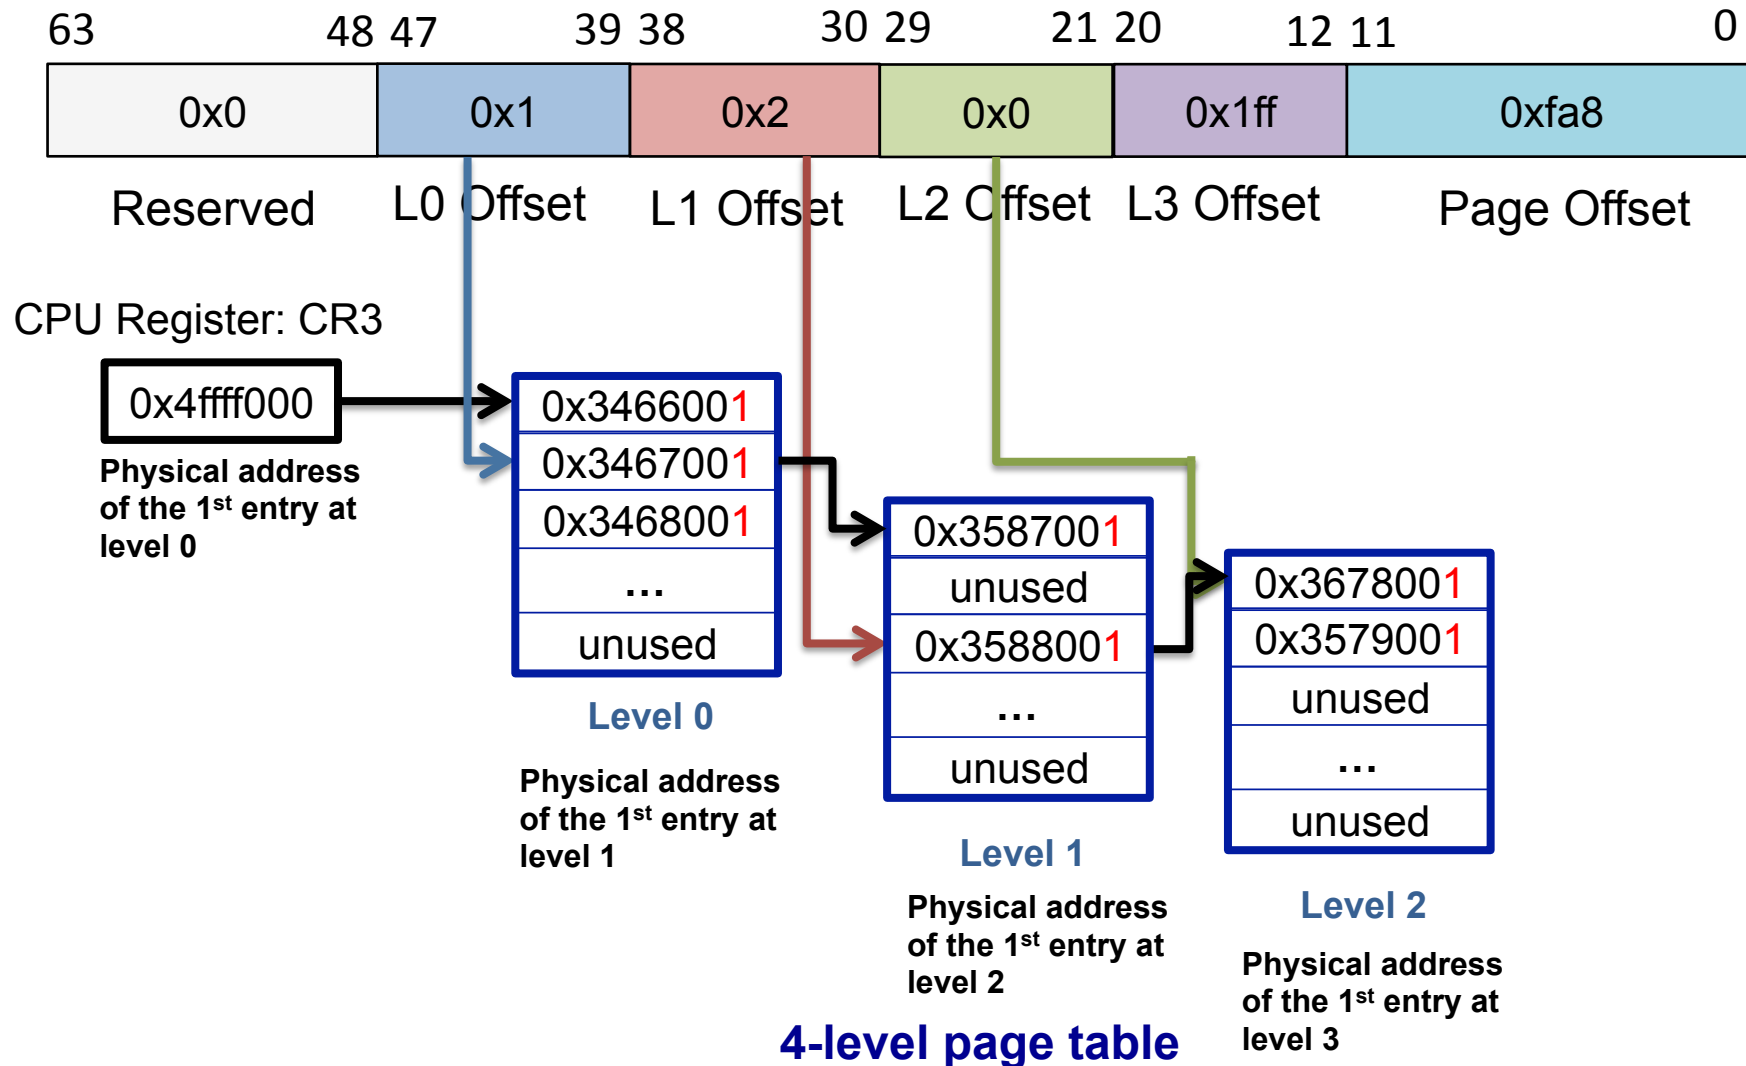 63 48 47 39 38 30 29 21 20 12 11 0
0x0 0x1 0x2 0x0 0x1ff 0xfa8
Reserved L0 Offset L1 Offset L2 Offset L3 Offset Page Offset
CPU Register: CR3
0x4ffff000
Physical address
of the 1st entry at
level 0
0x3466001
0x3467001
0x3468001
...
unused
Level 0
Physical address
of the 1st entry at
level 1
0x3587001
unused
0x3588001
...
unused
Level 1
Physical address
of the 1st entry at
level 2
0x3678001
0x3579001
unused
...
unused
Level 2
Physical address
of the 1st entry at
level 3
4-level page table